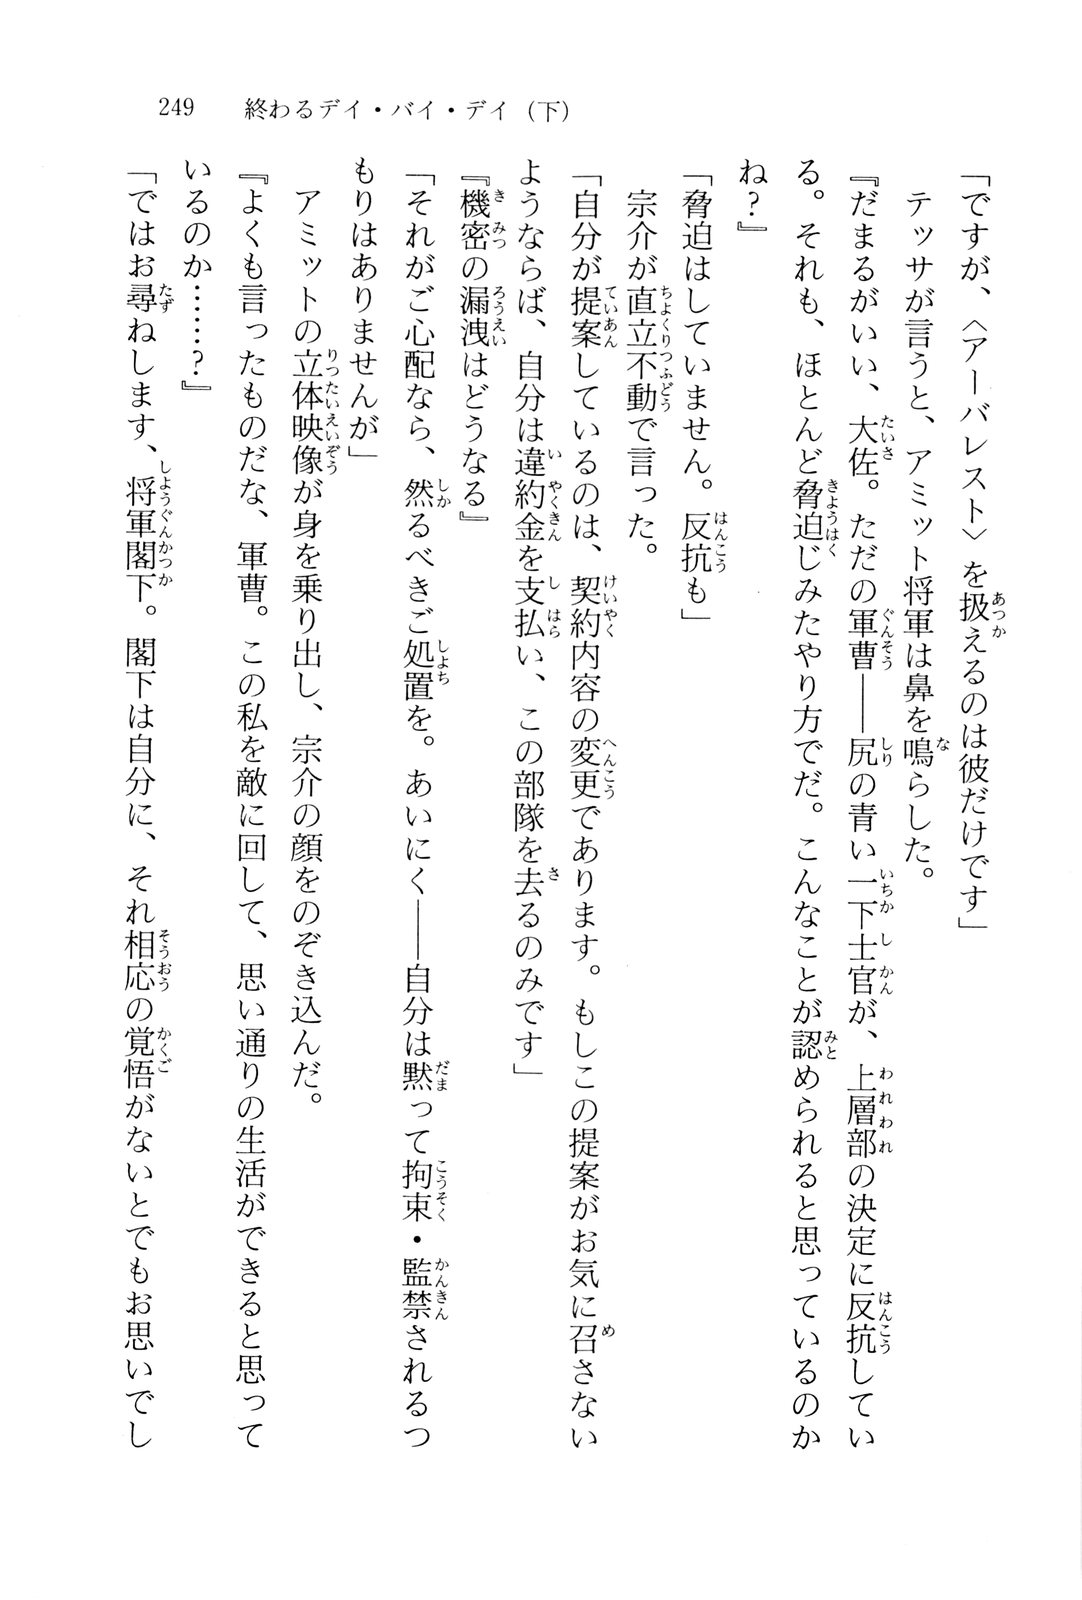 249　終わるデイ・バイ・デイ（下）
「ですが、〈アーバレスト〉を扱えるのは彼だけです」
　テッサが言うと、アミット将軍は鼻を鳴らした。
『だまるがいい、大佐。ただの軍曹――尻の青い一下士官が、上層部の決定に反抗してい
る。それも、ほとんど脅迫じみたやり方でだ。こんなことが認められると思っているのか
ね？』
「脅迫はしていません。反抗も」
　宗介が直立不動で言った。
「自分が提案しているのは、契約内容の変更であります。もしこの提案がお気に召さない
ようならば、自分は違約金を支払い、この部隊を去るのみです」
『機密の漏洩はどうなる』
「それがご心配なら、然るべきご処置を。あいにく――自分は黙って拘束・監禁されるつ
もりはありませんが」
　アミットの立体映像が身を乗り出し、宗介の顔をのぞき込んだ。
『よくも言ったものだな、軍曹。この私を敵に回して、思い通りの生活ができると思って
いるのか……？』
「ではお尋ねします、将軍閣下。閣下は自分に、それ相応の覚悟がないとでもお思いでし